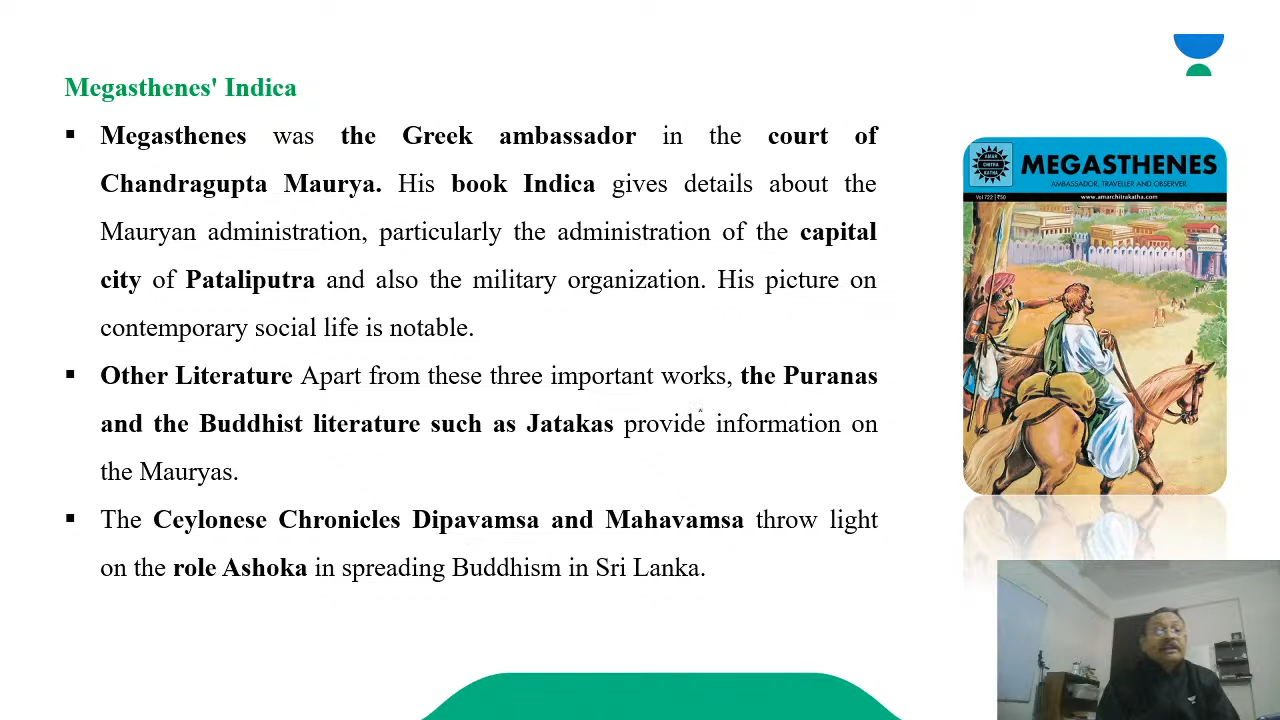 Megasthenes' Indica
▪ Megasthenes was the Greek ambassador in the court of
Chandragupta Maurya. His book Indica gives details about the
Mauryan administration, particularly the administration of the capital
city of Pataliputra and also the military organization. His picture on
contemporary social life is notable.
▪ Other Literature Apart from these three important works, the Puranas
and the Buddhist literature such as Jatakas provide information on
the Mauryas.
▪ The Ceylonese Chronicles Dipavamsa and Mahavamsa throw light
on the role Ashoka in spreading Buddhism in Sri Lanka.
AMAR
CHITRA
KATHA
MEGASTHENES
AMBASSADOR, TRAVELLER AND OBSERVER
Vol 722 | ₹50
www.amarchitrakatha.com